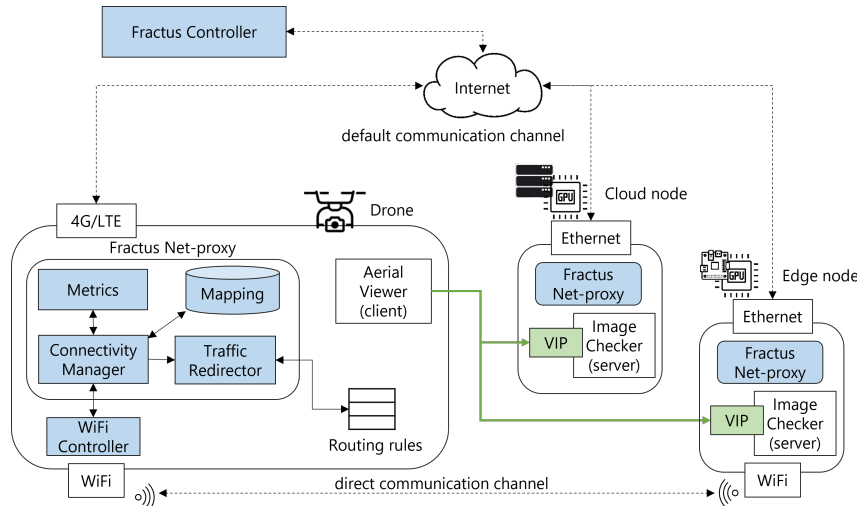 Fractus Controller
Internet
default communication channel
Cloud node
GPU
Drone
4G/LTE
Ethernet
Fractus Net-proxy
Aerial
Viewer
(client)
Fractus
Net-proxy
GPU
Edge node
Metrics
Mapping
Ethernet
Connectivity
Manager
Traffic
Redirector
VIP
Image
Checker
(server)
Fractus
Net-proxy
WiFi
Controller
Routing rules
VIP
Image
Checker
(server)
WiFi
direct communication channel
WiFi